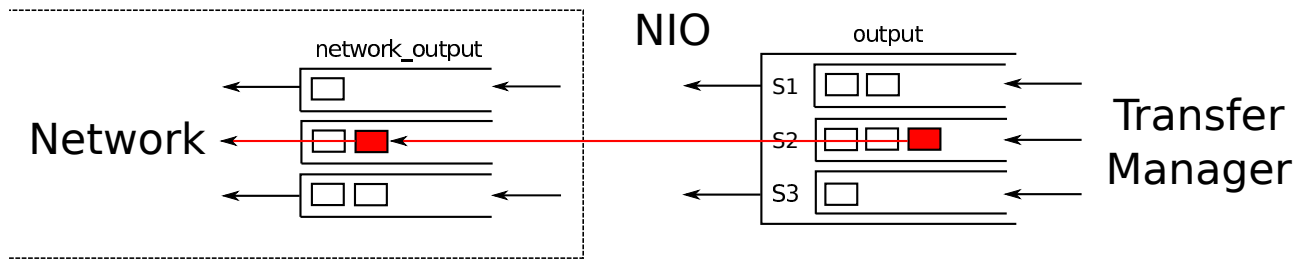 NIO
output
network_output
S1
Network
S2
Transfer
Manager
S3